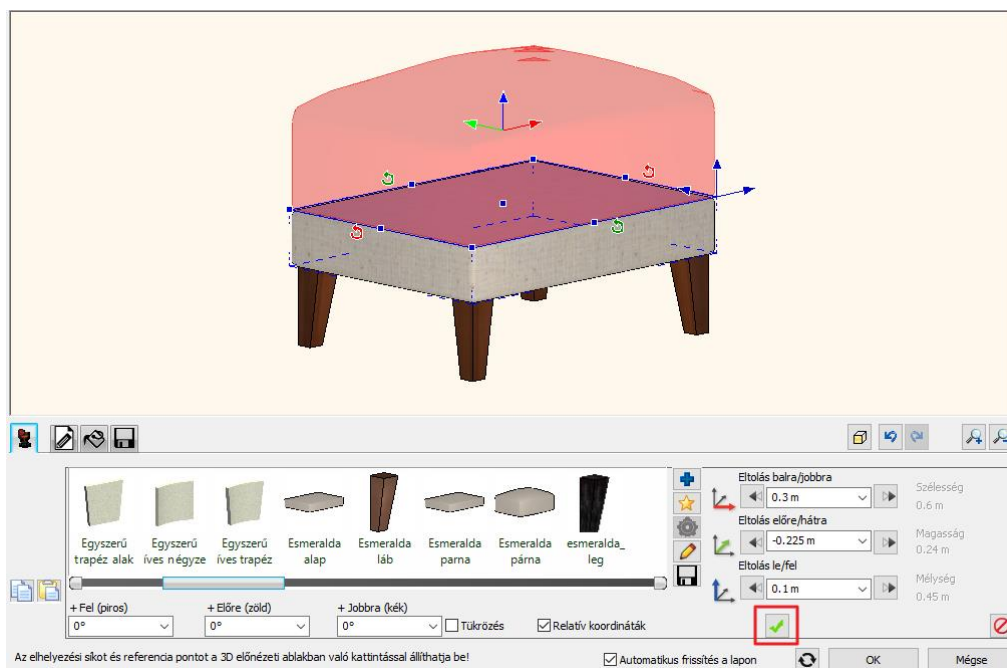 Eltolás balra/jobbra
0.3 m
Szélesség
0.6 m
Eltolás előre/hátra
-0.225 m
Magasság
0.24 m
Eltolás le/fel
0.1 m
Mélység
0.45 m
Egyszerű trapéz alak
Egyszerű íves négyze
Egyszerű íves trapéz
Esmeralda alap
Esmeralda láb
Esmeralda parna
Esmeralda párna
esmeralda_ leg
+ Fel (piros)
+ Előre (zöld)
+ Jobbra (kék)
0°
0°
0°
Tükrözés
Relatív koordináták
Az elhelyezési síkot és referencia pontot a 3D előnézeti ablakban való kattintással állíthatja be!
Automatikus frissítés a lapon
OK
Mégse